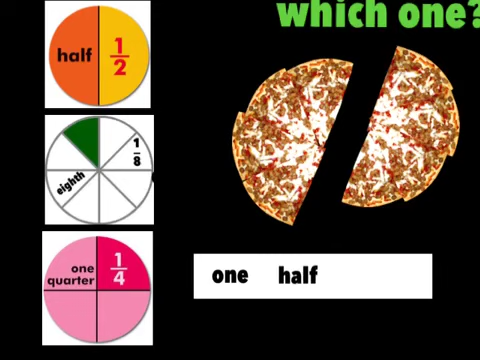 which one?
half 1/2
1/8
eighth
one
quarter 1/4
one half